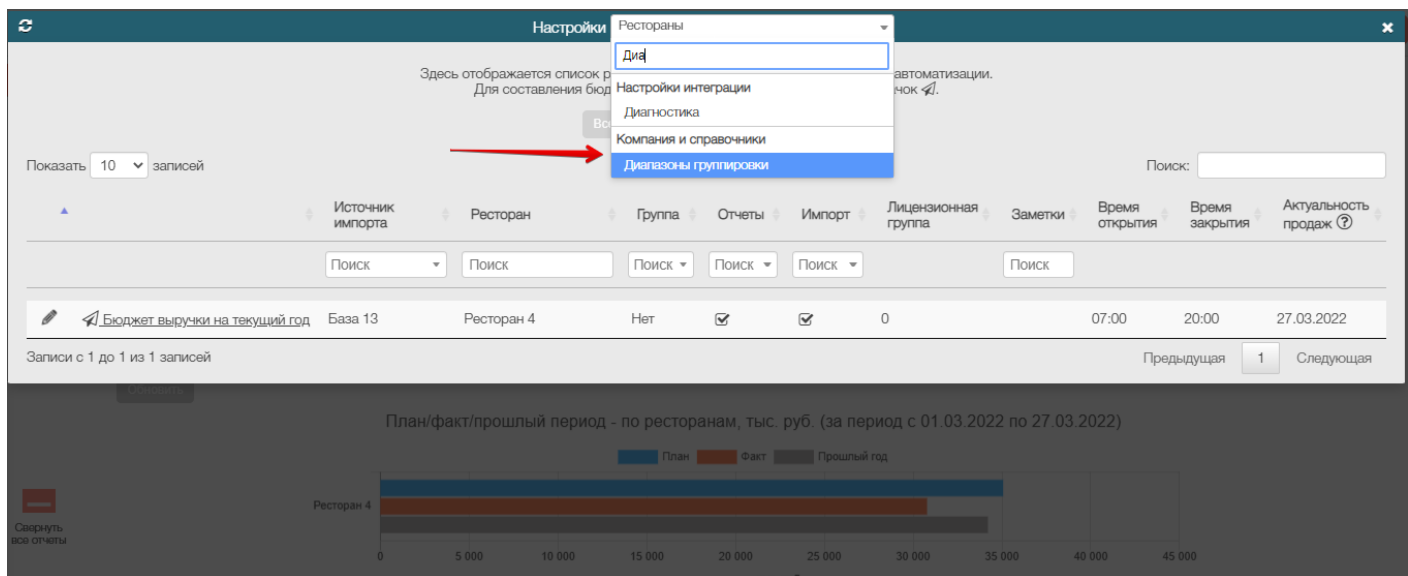 Настройки Рестораны
Диа
Здесь отображается список р автоматизации.
Настройки интеграции
Для составления бюд чок
Диагностика
Вс
Компания и справочники
Диапазоны группировки
Показать 10 записей
Поиск:
Источник импорта
Ресторан
Группа
Отчеты
Импорт
Лицензионная группа
Заметки
Время открытия
Время закрытия
Актуальность продаж ?
Поиск Поиск Поиск Поиск Поиск Поиск
Бюджет выручки на текущий год База 13 Ресторан 4 Нет 0 07:00 20:00 27.03.2022
Записи с 1 до 1 из 1 записей
Предыдущая 1 Следующая
Обновить
План/факт/прошлый период - по ресторанам, тыс. руб. (за период с 01.03.2022 по 27.03.2022)
План Факт Прошлый год
Ресторан 4
Свернуть
все отчеты
0 5 000 10 000 15 000 20 000 25 000 30 000 35 000 40 000 45 000